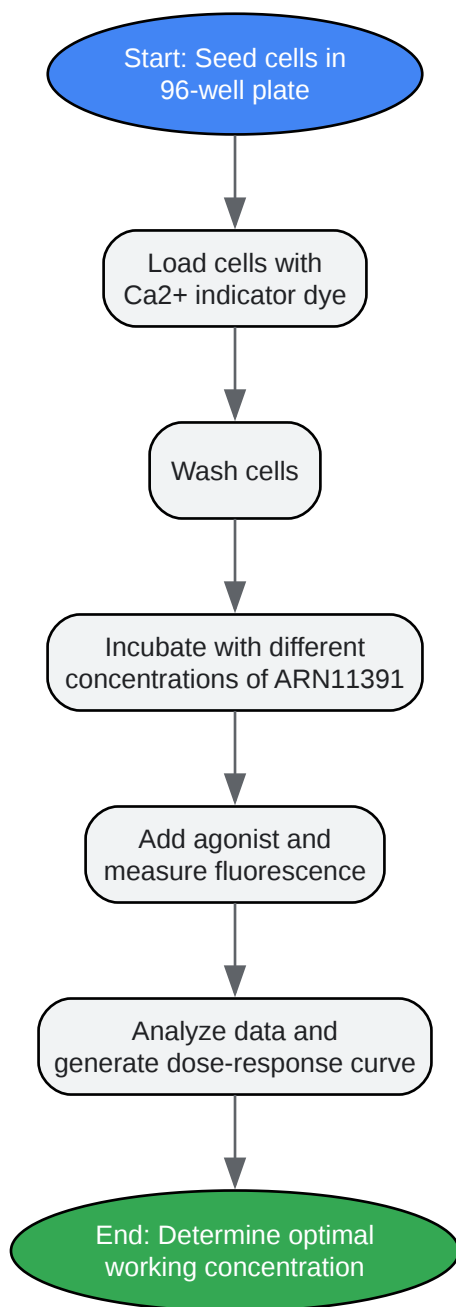 Start: Seed cells in
96-well plate
Load cells with
Ca2+ indicator dye
Wash cells
Incubate with different
concentrations of ARN11391
Add agonist and
measure fluorescence
Analyze data and
generate dose-response curve
End: Determine optimal
working concentration